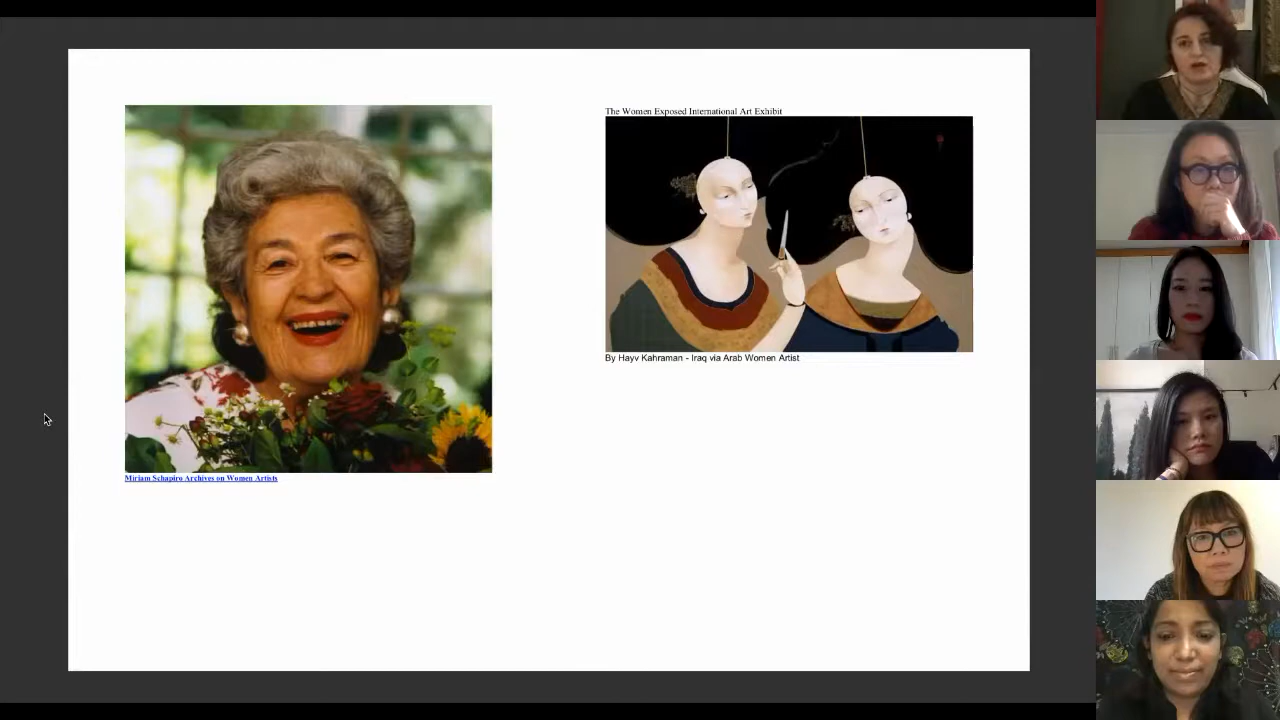 The Women Exposed International Art Exhibit
By Hayv Kahraman - Iraq via Arab Women Artist
Miriam Schapiro Archives on Women Artists